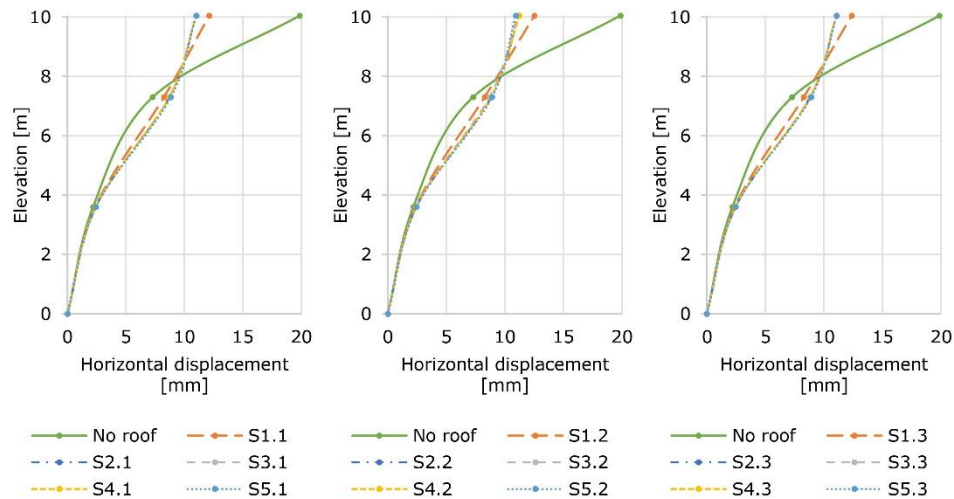 10
8
6
4
2
0
Elevation [m]
0 5 10 15 20
Horizontal displacement
[mm]
No roof S1.1
S2.1 S3.1
S4.1 S5.1
10
8
6
4
2
0
Elevation [m]
0 5 10 15 20
Horizontal displacement
[mm]
No roof S1.2
S2.2 S3.2
S4.2 S5.2
10
8
6
4
2
0
Elevation [m]
0 5 10 15 20
Horizontal displacement
[mm]
No roof S1.3
S2.3 S3.3
S4.3 S5.3